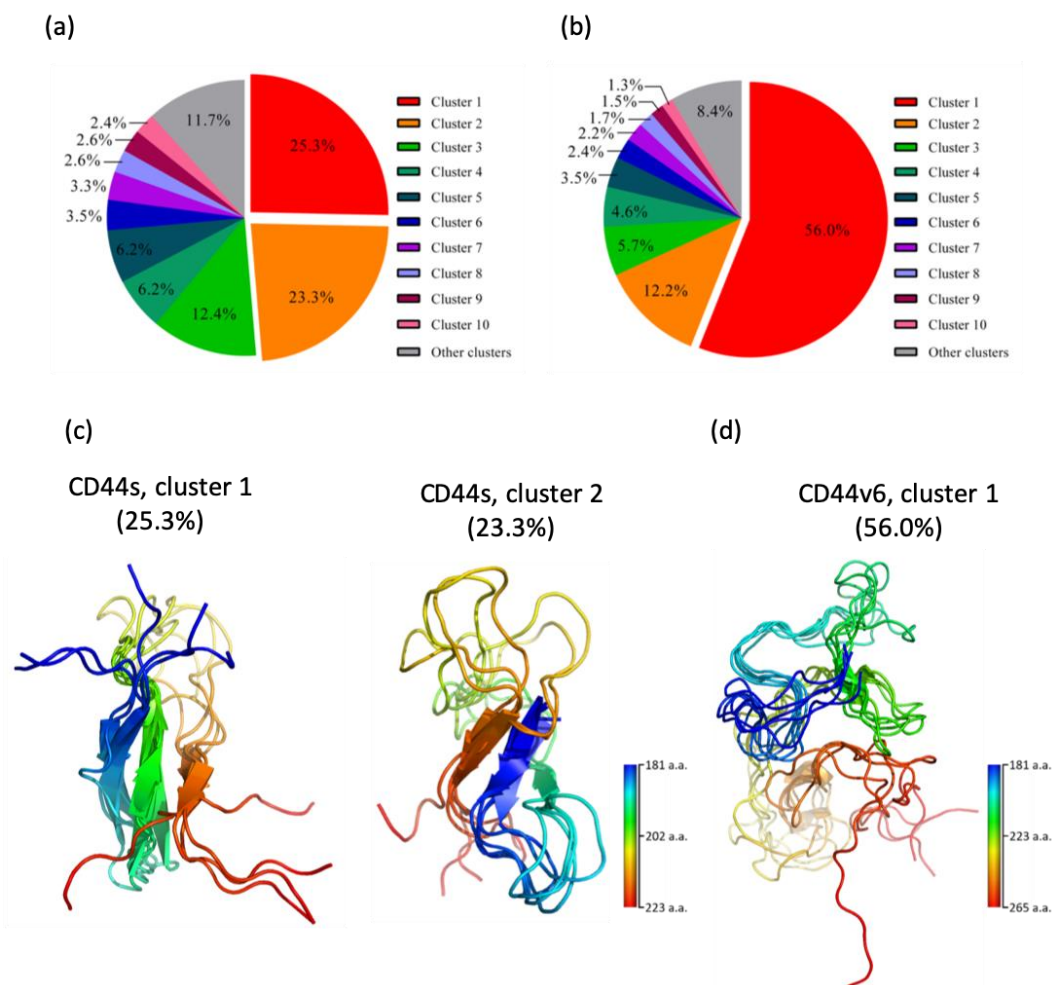 (a)
(b)
11.7%
25.3%
23.3%
12.4%
6.2%
6.2%
3.5%
3.3%
2.6%
2.6%
2.4%
Cluster 1
Cluster 2
Cluster 3
Cluster 4
Cluster 5
Cluster 6
Cluster 7
Cluster 8
Cluster 9
Cluster 10
Other clusters
8.4%
56.0%
12.2%
5.7%
4.6%
3.5%
2.4%
2.2%
1.7%
1.5%
1.3%
Cluster 1
Cluster 2
Cluster 3
Cluster 4
Cluster 5
Cluster 6
Cluster 7
Cluster 8
Cluster 9
Cluster 10
Other clusters
(c)
(d)
CD44s, cluster 1
(25.3%)
CD44s, cluster 2
(23.3%)
CD44v6, cluster 1
(56.0%)
181 a.a.
202 a.a.
223 a.a.
181 a.a.
223 a.a.
265 a.a.